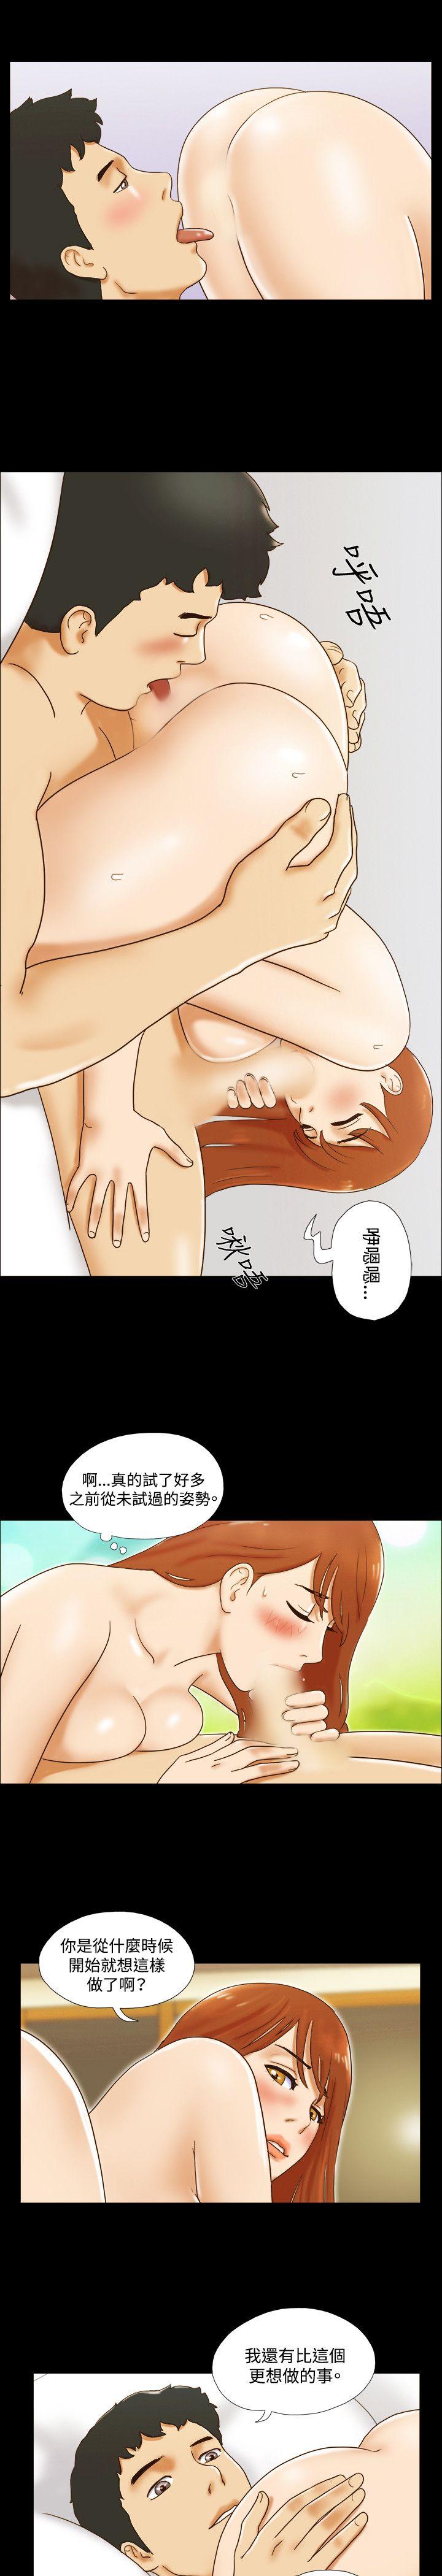 呼唔
啾唔
呻嗯嗯…
啊…真的試了好多
之前從未試過的姿勢。
你是從什麼時候
開始就想這樣
做了啊？
我還有比這個
更想做的事。